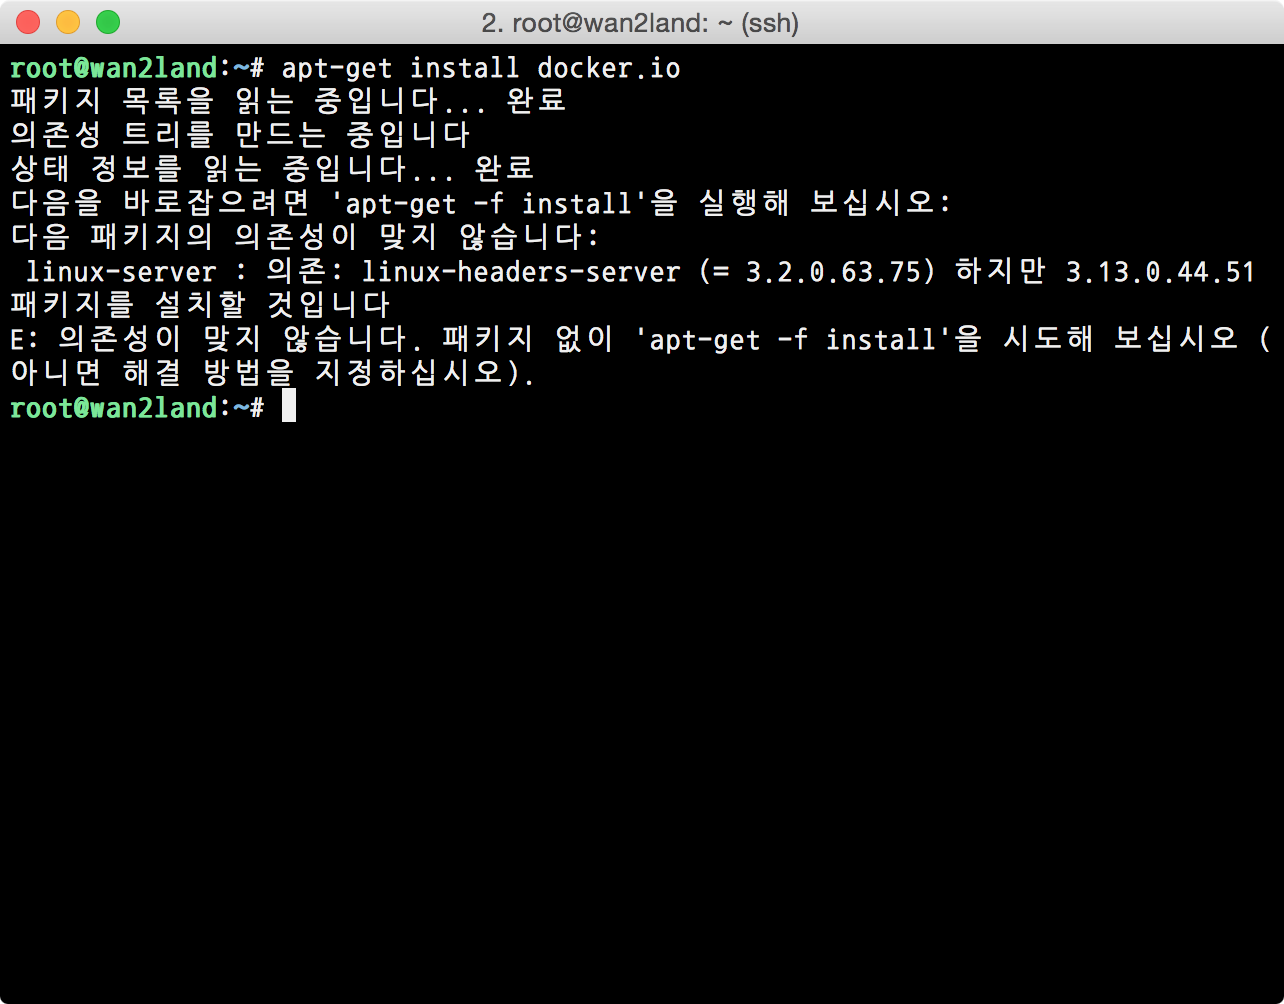 2. root@wan2land: ~ (ssh)
root@wan2land:~# apt-get install docker.io
패키지 목록을 읽는 중입니다... 완료
의존성 트리를 만드는 중입니다
상태 정보를 읽는 중입니다... 완료
다음을 바로잡으려면 'apt-get -f install'을 실행해 보십시오:
다음 패키지의 의존성이 맞지 않습니다:
 linux-server : 의존: linux-headers-server (= 3.2.0.63.75) 하지만 3.13.0.44.51
패키지를 설치할 것입니다
E: 의존성이 맞지 않습니다. 패키지 없이 'apt-get -f install'을 시도해 보십시오 (
아니면 해결 방법을 지정하십시오).
root@wan2land:~#